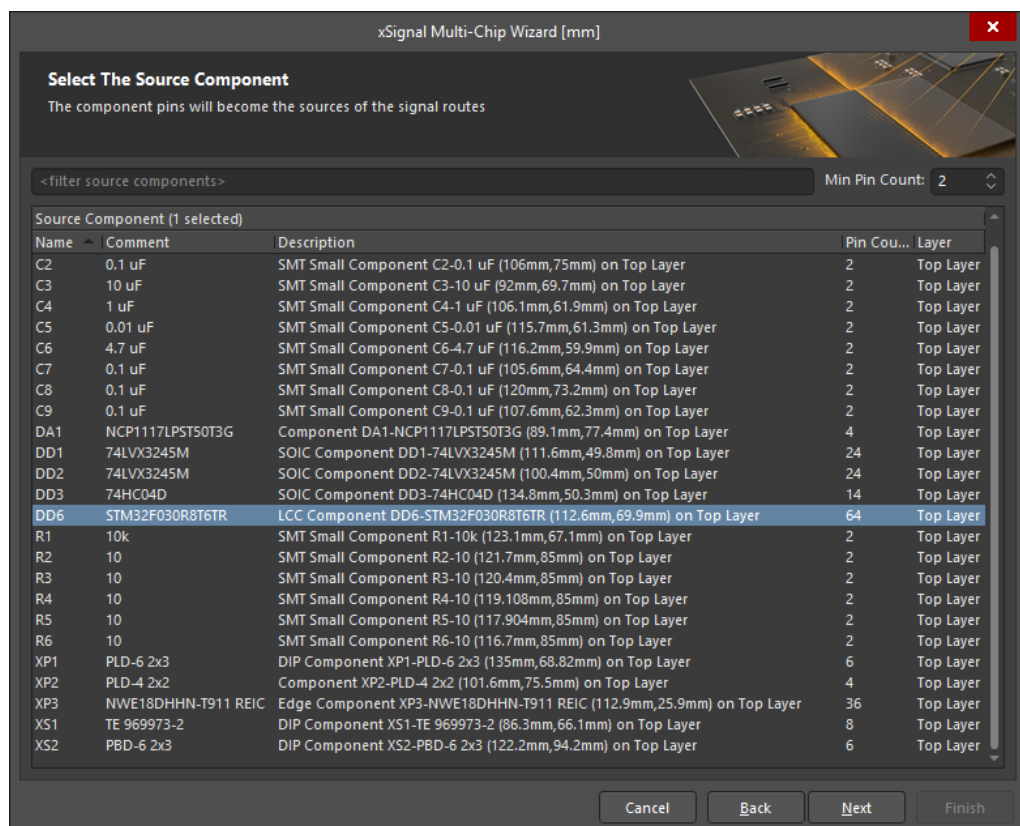 xSignal Multi-Chip Wizard [mm]
Select The Source Component
The component pins will become the sources of the signal routes
<filter source components> Min Pin Count: 2
Source Component (1 selected)
Name Comment Description Pin Cou... Layer
C2 0.1 uF SMT Small Component C2-0.1 uF (106mm,75mm) on Top Layer 2 Top Layer
C3 10 uF SMT Small Component C3-10 uF (92mm,69.7mm) on Top Layer 2 Top Layer
C4 1 uF SMT Small Component C4-1 uF (106.1mm,61.9mm) on Top Layer 2 Top Layer
C5 0.01 uF SMT Small Component C5-0.01 uF (115.7mm,61.3mm) on Top Layer 2 Top Layer
C6 4.7 uF SMT Small Component C6-4.7 uF (116.2mm,59.9mm) on Top Layer 2 Top Layer
C7 0.1 uF SMT Small Component C7-0.1 uF (105.6mm,64.4mm) on Top Layer 2 Top Layer
C8 0.1 uF SMT Small Component C8-0.1 uF (120mm,73.2mm) on Top Layer 2 Top Layer
C9 0.1 uF SMT Small Component C9-0.1 uF (107.6mm,62.3mm) on Top Layer 2 Top Layer
DA1 NCP1117LPST50T3G Component DA1-NCP1117LPST50T3G (89.1mm,77.4mm) on Top Layer 4 Top Layer
DD1 74LVX3245M SOIC Component DD1-74LVX3245M (111.6mm,49.8mm) on Top Layer 24 Top Layer
DD2 74LVX3245M SOIC Component DD2-74LVX3245M (100.4mm,50mm) on Top Layer 24 Top Layer
DD3 74HC04D SOIC Component DD3-74HC04D (134.8mm,50.3mm) on Top Layer 14 Top Layer
DD6 STM32F030R8T6TR LCC Component DD6-STM32F030R8T6TR (112.6mm,69.9mm) on Top Layer 64 Top Layer
R1 10k SMT Small Component R1-10k (123.1mm,67.1mm) on Top Layer 2 Top Layer
R2 10 SMT Small Component R2-10 (121.7mm,85mm) on Top Layer 2 Top Layer
R3 10 SMT Small Component R3-10 (120.4mm,85mm) on Top Layer 2 Top Layer
R4 10 SMT Small Component R4-10 (119.108mm,85mm) on Top Layer 2 Top Layer
R5 10 SMT Small Component R5-10 (117.904mm,85mm) on Top Layer 2 Top Layer
R6 10 SMT Small Component R6-10 (116.7mm,85mm) on Top Layer 2 Top Layer
XP1 PLD-6 2x3 DIP Component XP1-PLD-6 2x3 (135mm,68.82mm) on Top Layer 6 Top Layer
XP2 PLD-4 2x2 Component XP2-PLD-4 2x2 (101.6mm,75.5mm) on Top Layer 4 Top Layer
XP3 NWE18DHHN-T911 REIC Edge Component XP3-NWE18DHHN-T911 REIC (112.9mm,25.9mm) on Top Layer 36 Top Layer
XS1 TE 969973-2 DIP Component XS1-TE 969973-2 (86.3mm,66.1mm) on Top Layer 8 Top Layer
XS2 PBD-6 2x3 DIP Component XS2-PBD-6 2x3 (122.2mm,94.2mm) on Top Layer 6 Top Layer
Cancel Back Next Finish